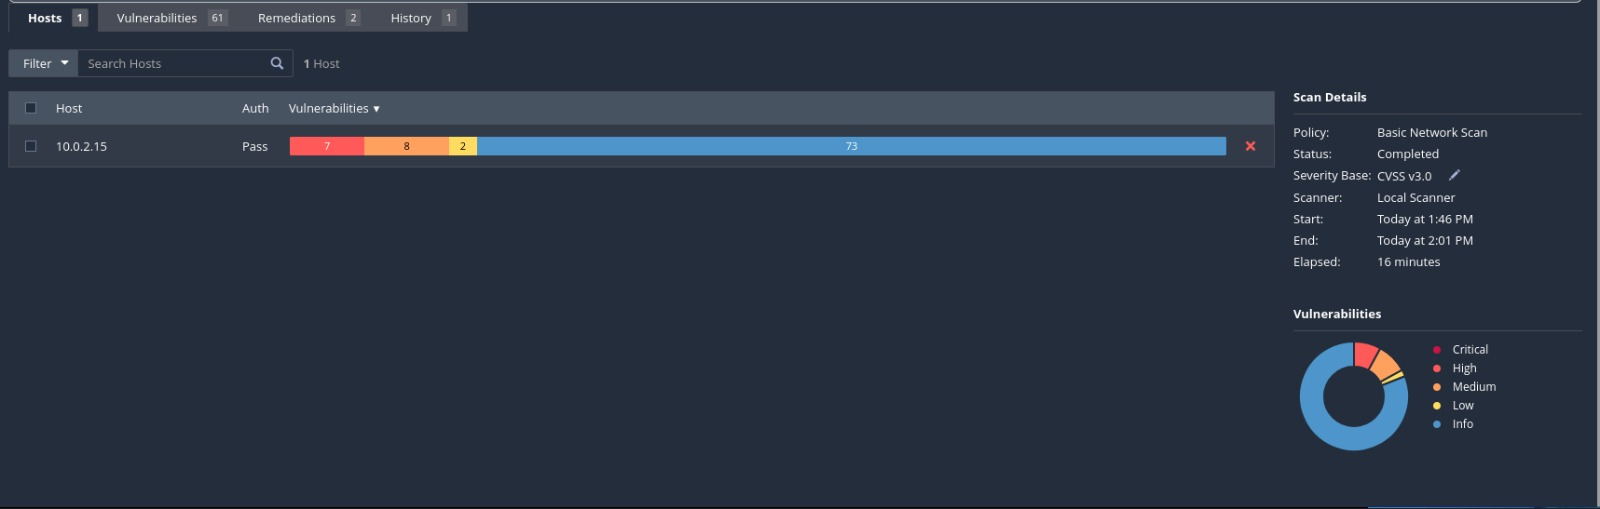 Hosts 1 Vulnerabilities 61 Remediations 2 History 1
Filter Search Hosts 1 Host
Host Auth Vulnerabilities
10.0.2.15 Pass 7 8 2 73
Scan Details
Policy: Basic Network Scan
Status: Completed
Severity Base: CVSS v3.0
Scanner: Local Scanner
Start: Today at 1:46 PM
End: Today at 2:01 PM
Elapsed: 16 minutes
Vulnerabilities
Critical
High
Medium
Low
Info